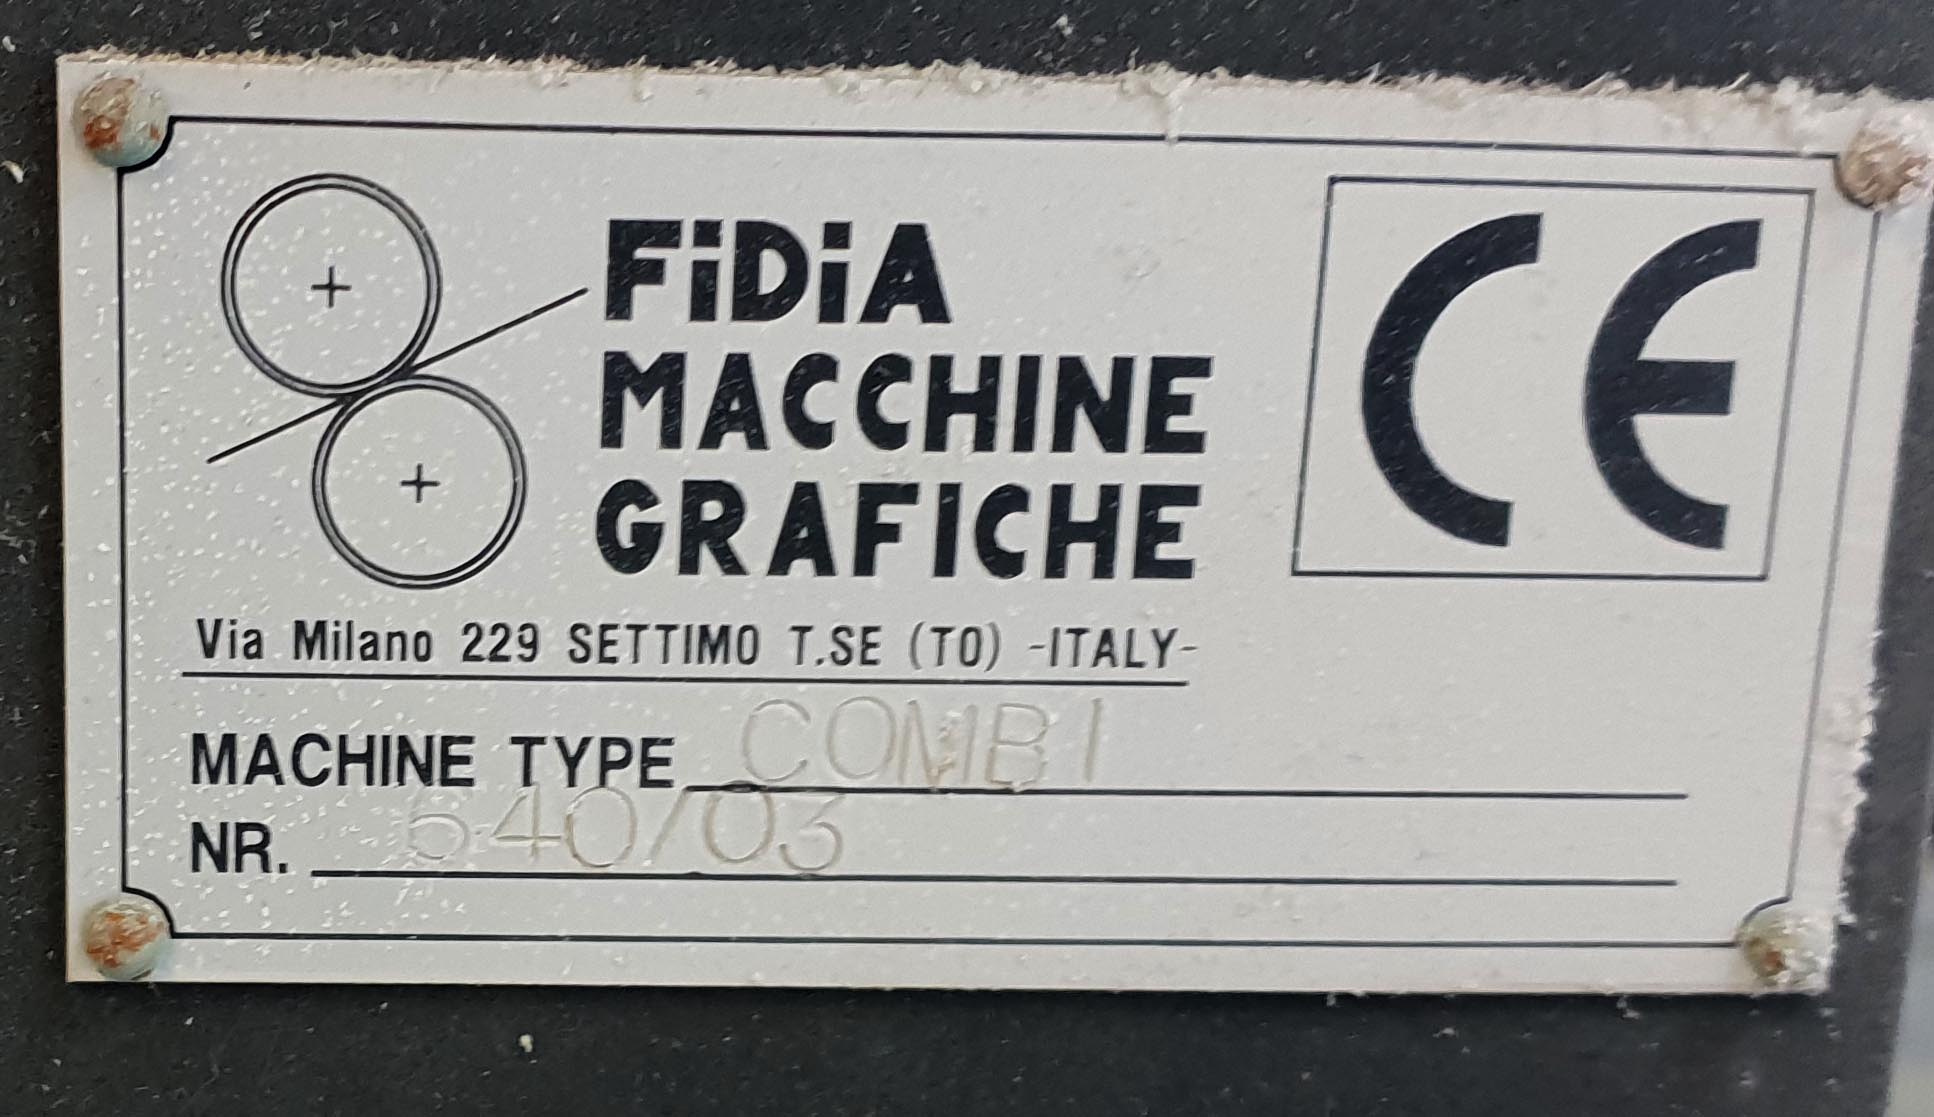 FiDiA
MACCHINE
GRAFICHE
CE
Via Milano 229 SETTIMO T.SE (TO) -ITALY-
MACHINE TYPE COMBI
NR. 540/03